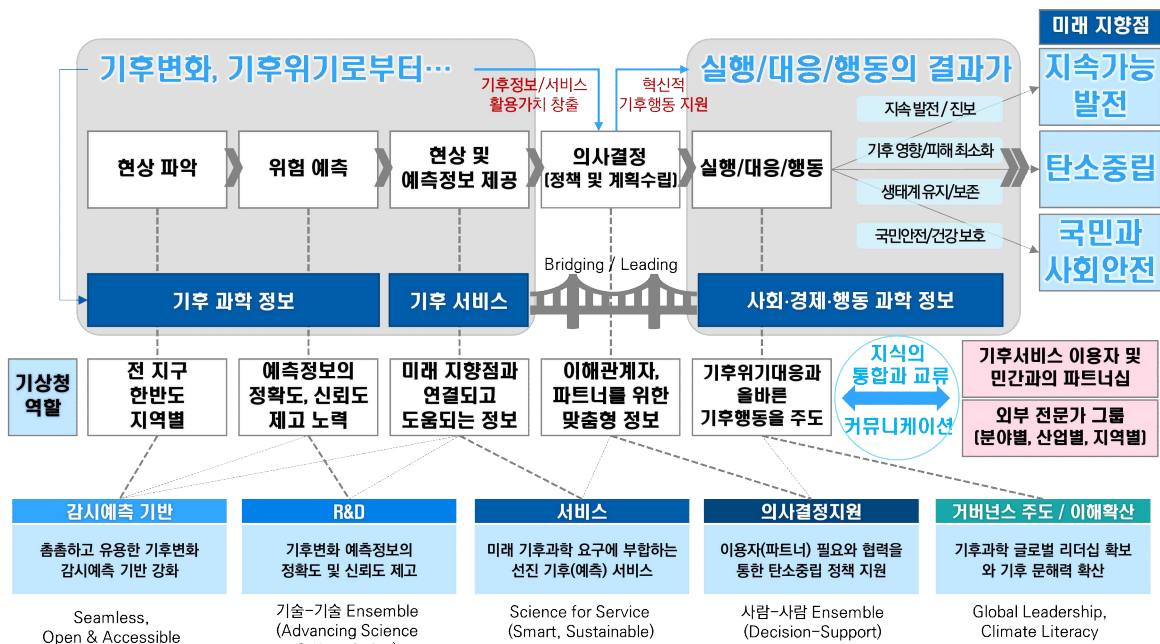 미래 지향점
기후변화, 기후위기로부터…
실행/대응/행동의 결과가
지속가능
발전
탄소중립
국민과
사회안전
기후정보/서비스
활용가치 창출
혁신적
기후행동 지원
현상 파악
위험 예측
현상 및
예측정보 제공
의사결정
(정책 및 계획수립)
실행/대응/행동
지속 발전 / 진보
기후 영향/피해 최소화
생태계 유지/보존
국민안전/건강 보호
Bridging / Leading
기후 과학 정보
기후 서비스
사회·경제·행동 과학 정보
기상청
역할
전 지구
한반도
지역별
예측정보의
정확도, 신뢰도
제고 노력
미래 지향점과
연결되고
도움되는 정보
이해관계자,
파트너를 위한
맞춤형 정보
기후위기대응과
올바른
기후행동을 주도
지식의
통합과 교류
커뮤니케이션
기후서비스 이용자 및
민간과의 파트너십
외부 전문가 그룹
(분야별, 산업별, 지역별)
감시예측 기반
촘촘하고 유용한 기후변화
감시예측 기반 강화
Seamless,
Open & Accessible
R&D
기후변화 예측정보의
정확도 및 신뢰도 제고
기술-기술 Ensemble
(Advancing Science
서비스
미래 기후과학 요구에 부합하는
선진 기후(예측) 서비스
Science for Service
(Smart, Sustainable)
의사결정지원
이용자(파트너) 필요와 협력을
통한 탄소중립 정책 지원
사람-사람 Ensemble
(Decision-Support)
거버넌스 주도 / 이해확산
기후과학 글로벌 리더십 확보
와 기후 문해력 확산
Global Leadership,
Climate Literacy